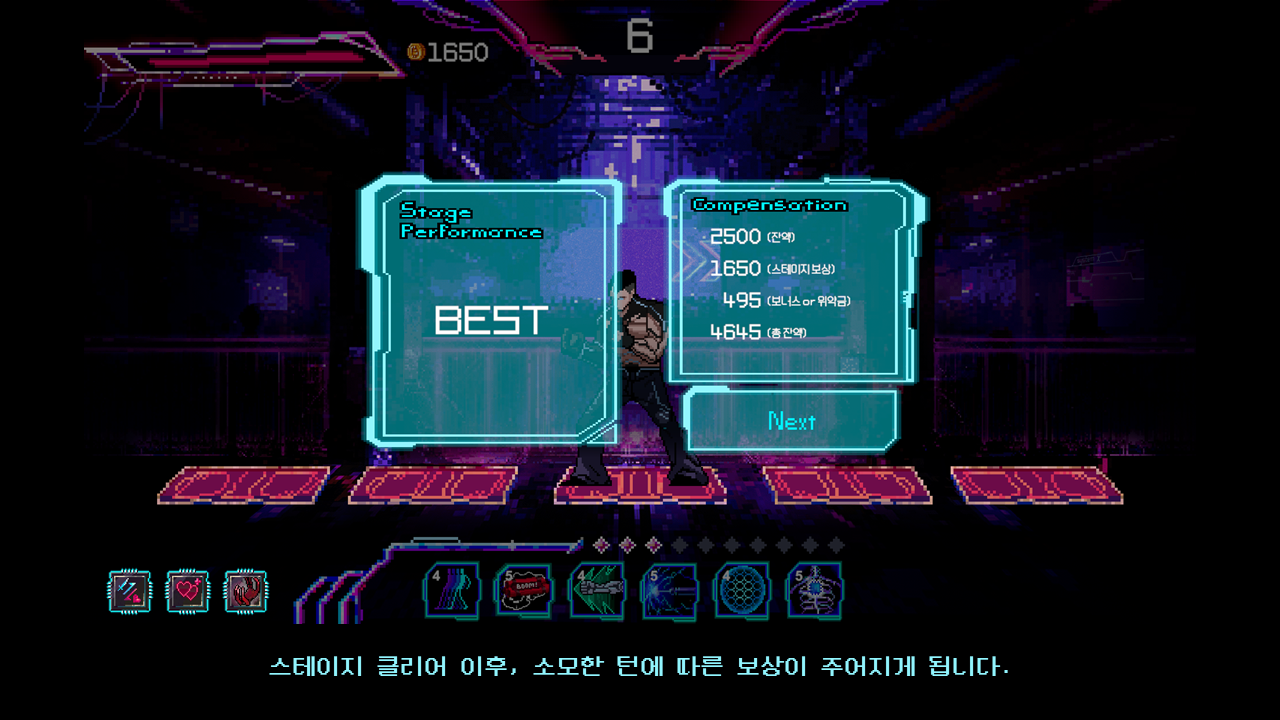 6
1650
Stage
Performance
BEST
Compensation
2500 (잔액)
1650 (스테이지 보상)
495 (보너스 or 위약금)
4645 (총 잔액)
Next
4 5 4 5 4 5
스테이지 클리어 이후, 소모한 턴에 따른 보상이 주어지게 됩니다.